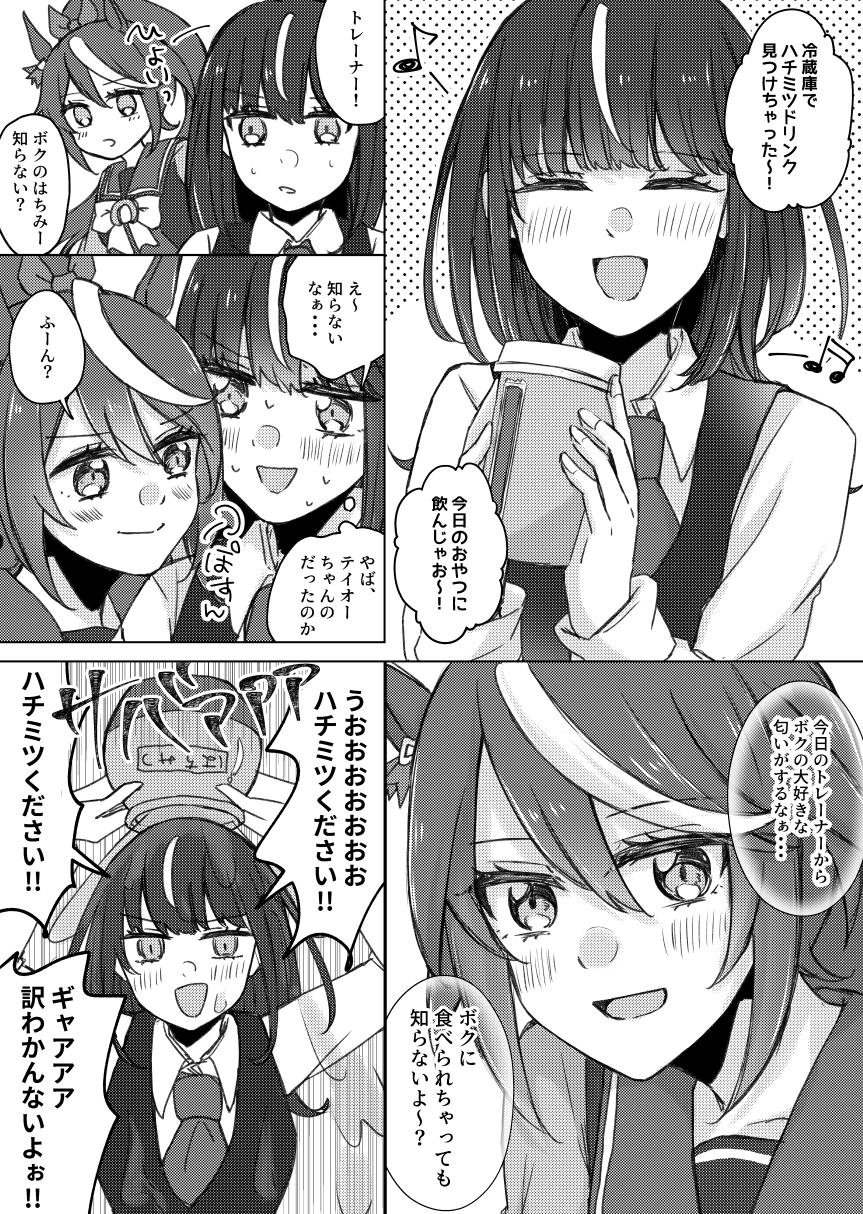 冷蔵庫で
ハチミツドリンク
見つけちゃった〜！
今日のおやつに
飲んじゃお〜！
トレーナー！
ひょい？
ボクのはちみー
知らない？
え〜
知らない
なぁ・・・
ふーん？
ぽすん
やば、
テイオー
ちゃんの
だったのか
今日のトレーナーから
ボクの大好きな
匂いがするなぁ・・・
ボクに
食べられちゃっても
知らないよ〜？
うおおおおおおお
ハチミツください!!
ハチミツください!!
ギャアアア
訳わかんないよぉ!!